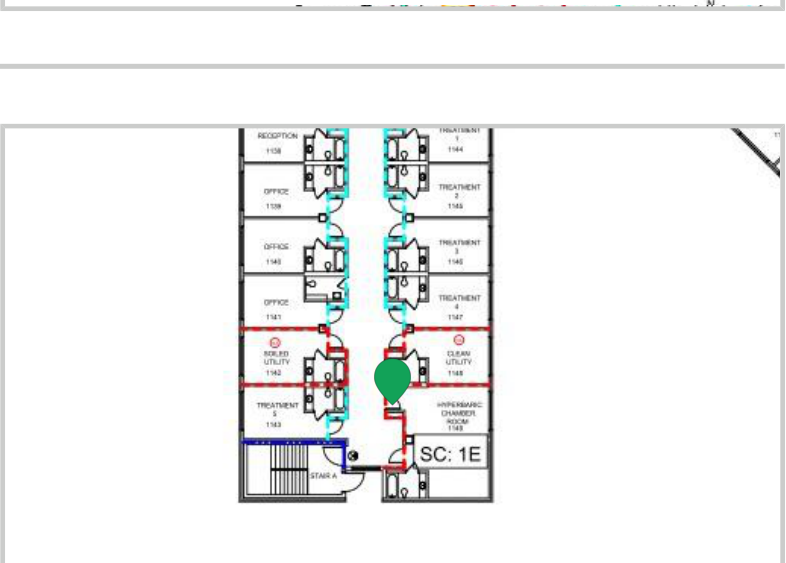 RECEPTION
1138
TREATMENT
1
1144
OFFICE
1139
TREATMENT
2
1145
OFFICE
1140
TREATMENT
3
1146
OFFICE
1141
TREATMENT
4
1147
SOILED
UTILITY
1142
CLEAN
UTILITY
1148
TREATMENT
5
1143
HYPERBARIC
CHAMBER
ROOM
1149
SC: 1E
STAIR A